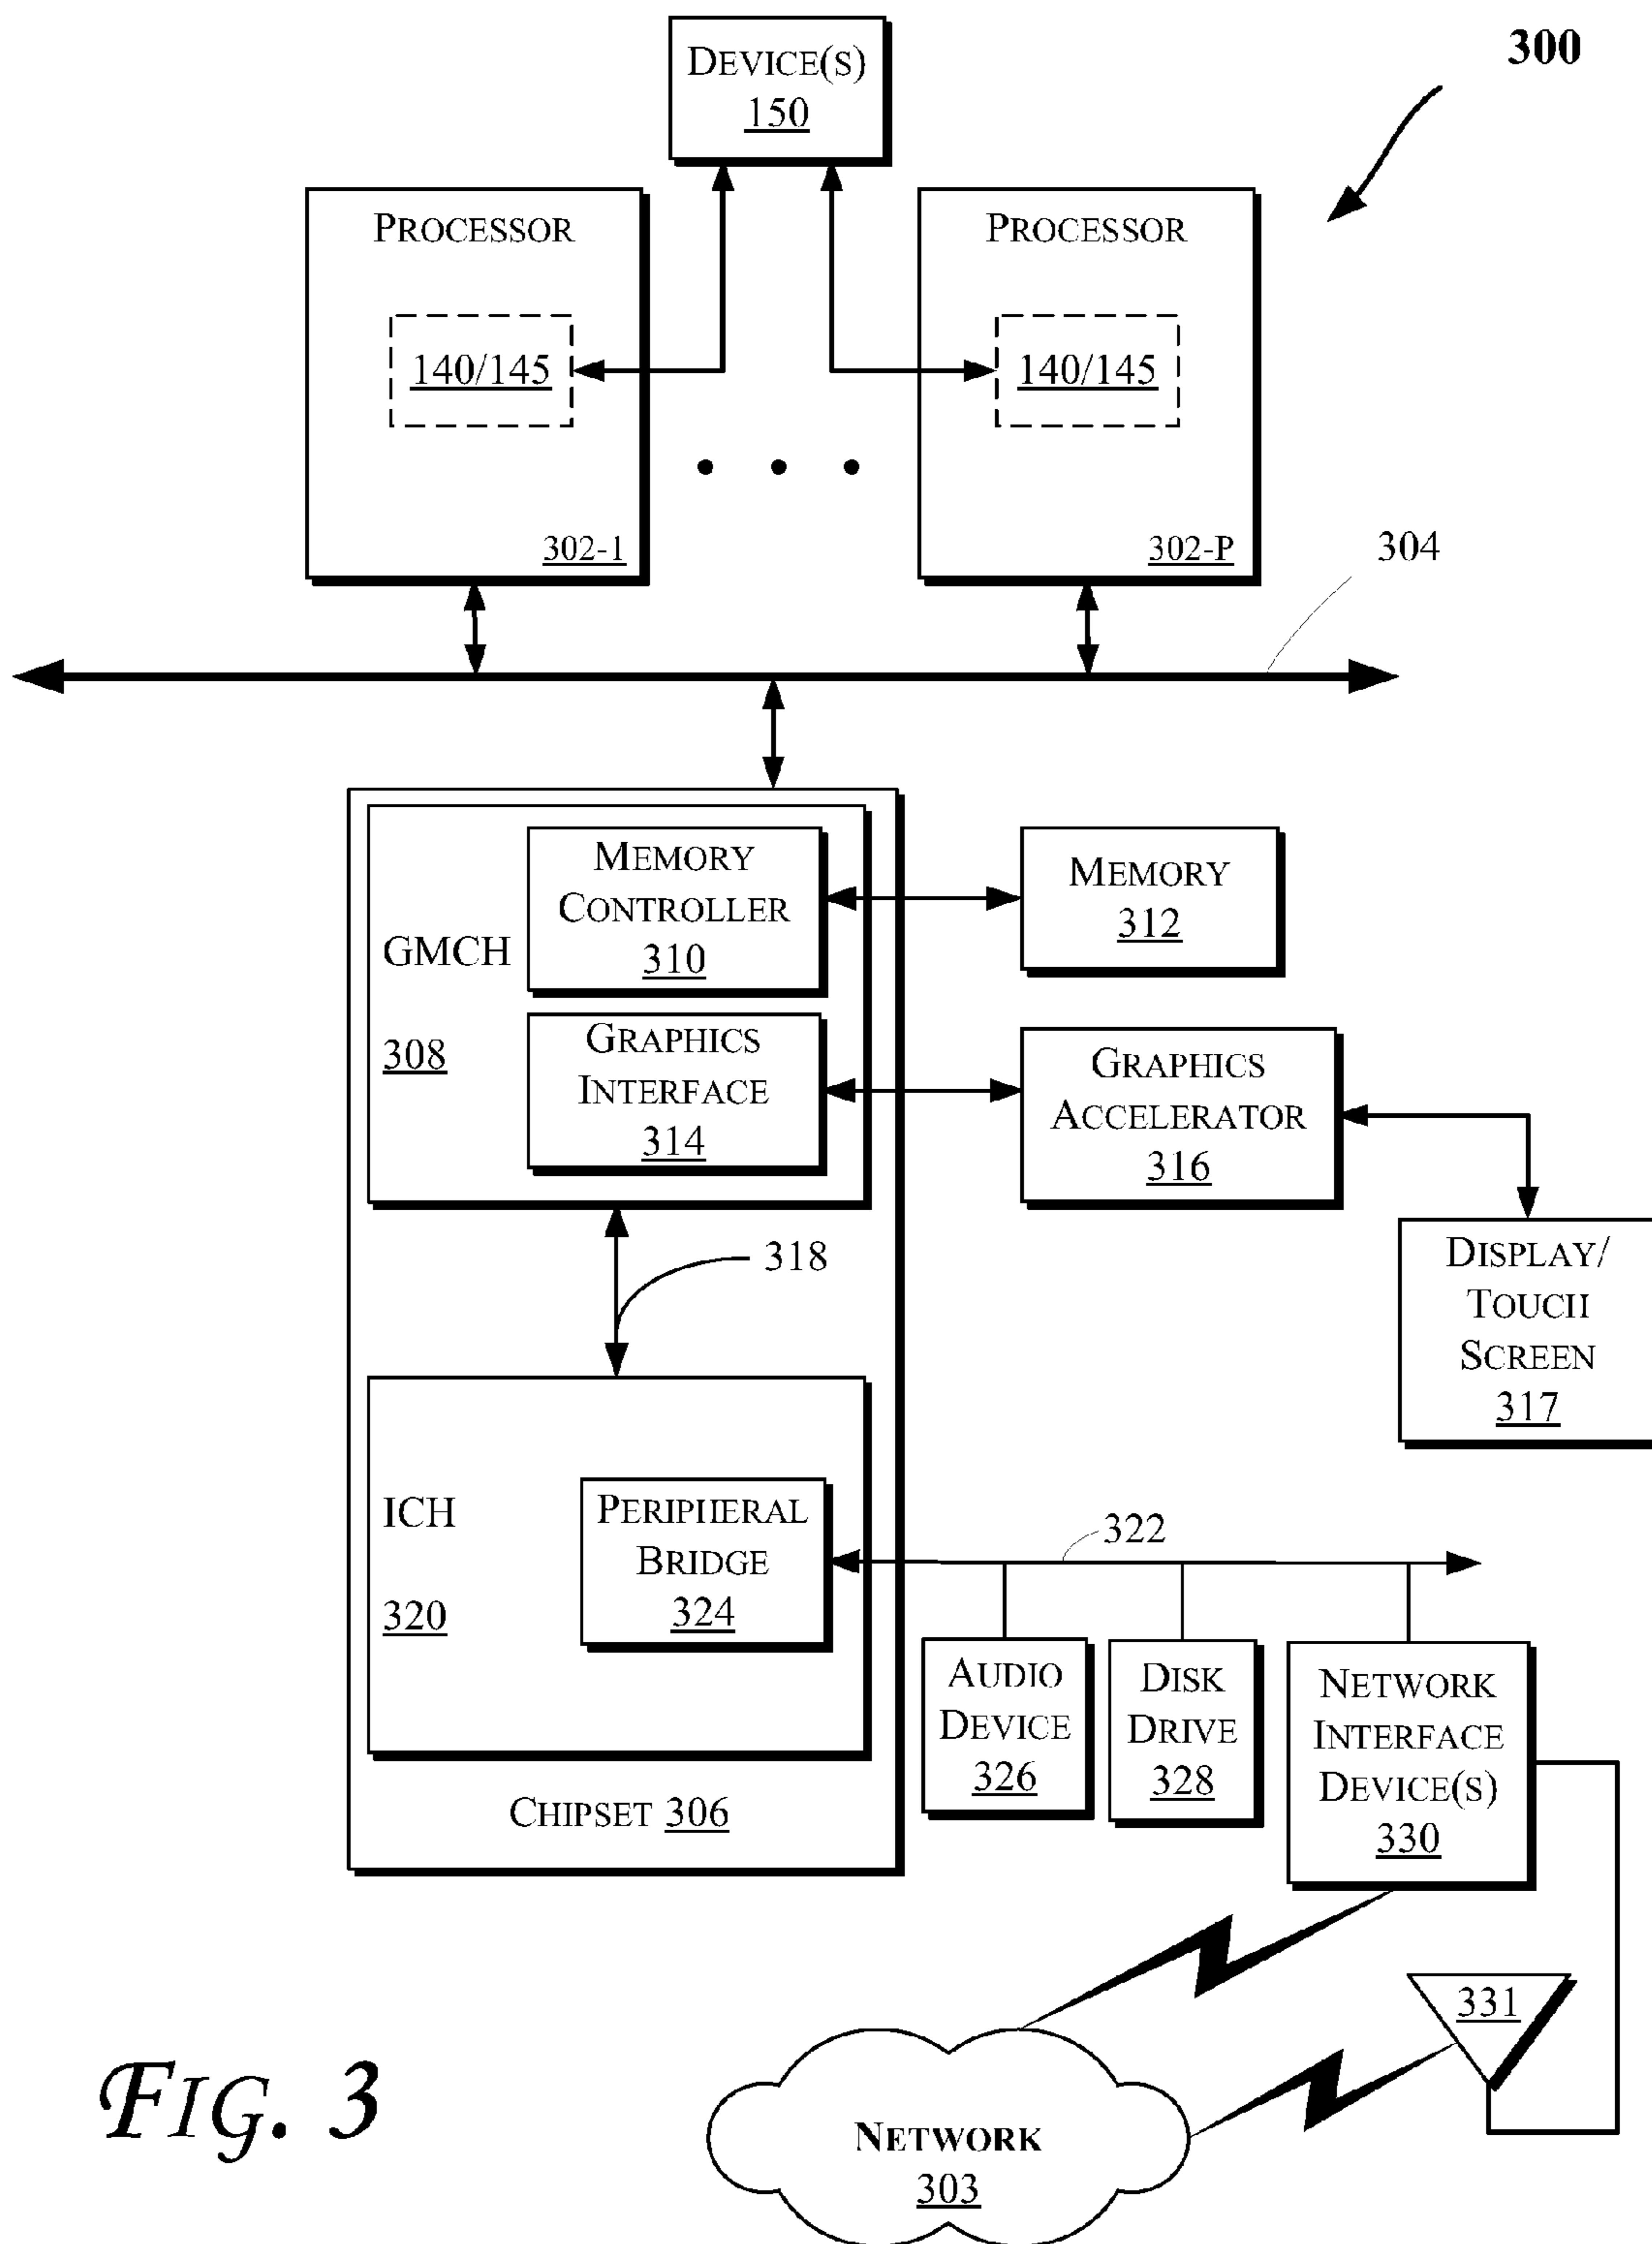 300
DEVICE(S)
150
PROCESSOR
140/145
302-1
PROCESSOR
140/145
302-P
304
MEMORY
CONTROLLER
310
GMCH
308
GRAPHICS
INTERFACE
314
MEMORY
312
GRAPHICS
ACCELERATOR
316
318
DISPLAY/
TOUCH
SCREEN
317
ICH
320
PERIPHERAL
BRIDGE
324
322
AUDIO
DEVICE
326
DISK
DRIVE
328
NETWORK
INTERFACE
DEVICE(S)
330
CHIPSET 306
331
NETWORK
303
FIG. 3